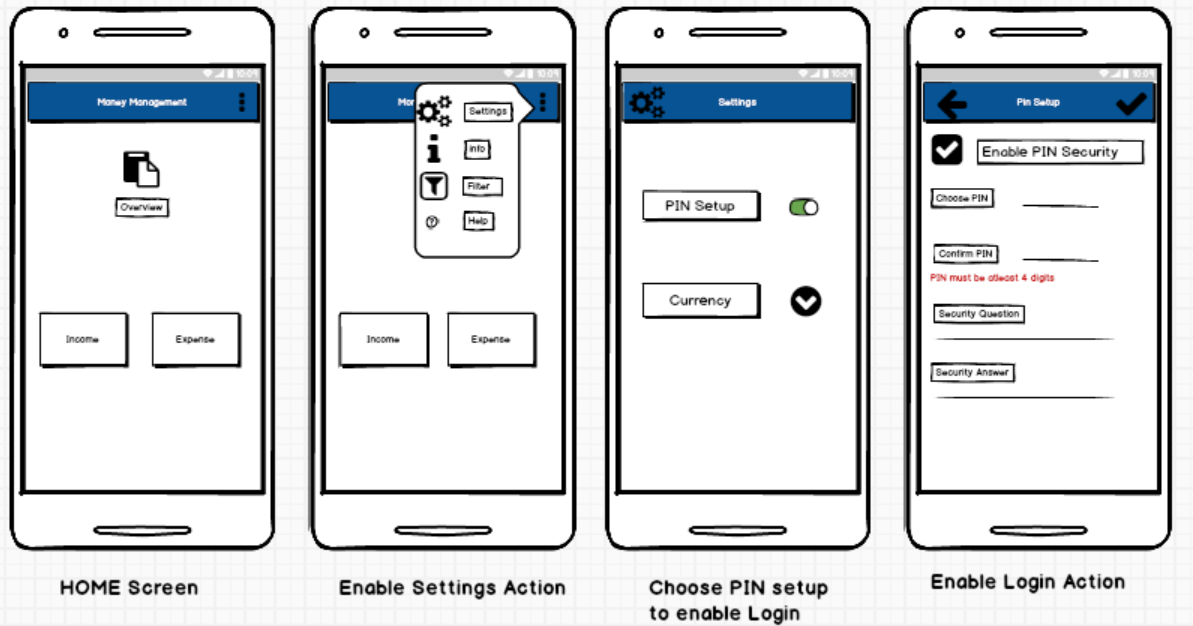 10:09
Money Management
Overview
Income
Expense
HOME Screen
10:09
Mon
Settings
Info
Filter
Help
Income
Expense
Enable Settings Action
10:09
Settings
PIN Setup
Currency
Choose PIN setup
to enable Login
10:09
Pin Setup
Enable PIN Security
Choose PIN
Confirm PIN
PIN must be atleast 4 digits
Security Question
Security Answer
Enable Login Action